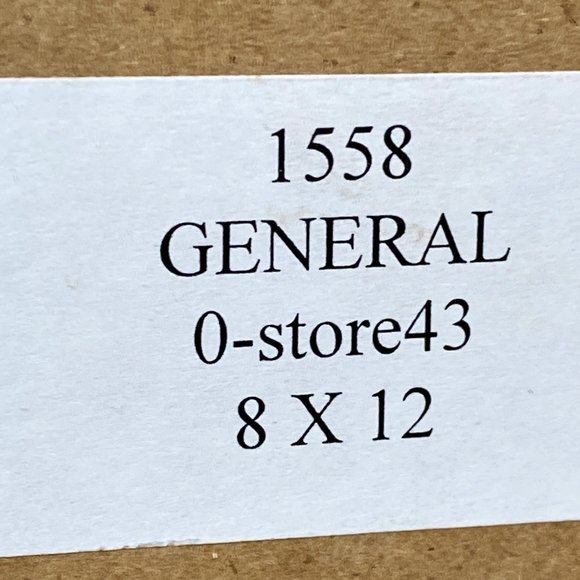 1558
GENERAL
0-store43
8 X 12